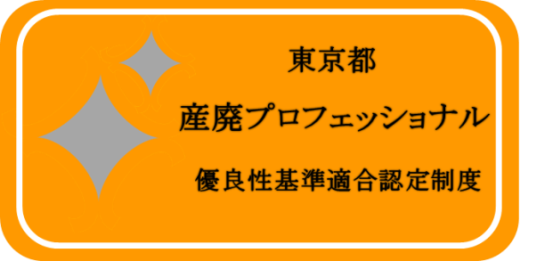 東京都
産廃プロフェッショナル
優良性基準適合認定制度